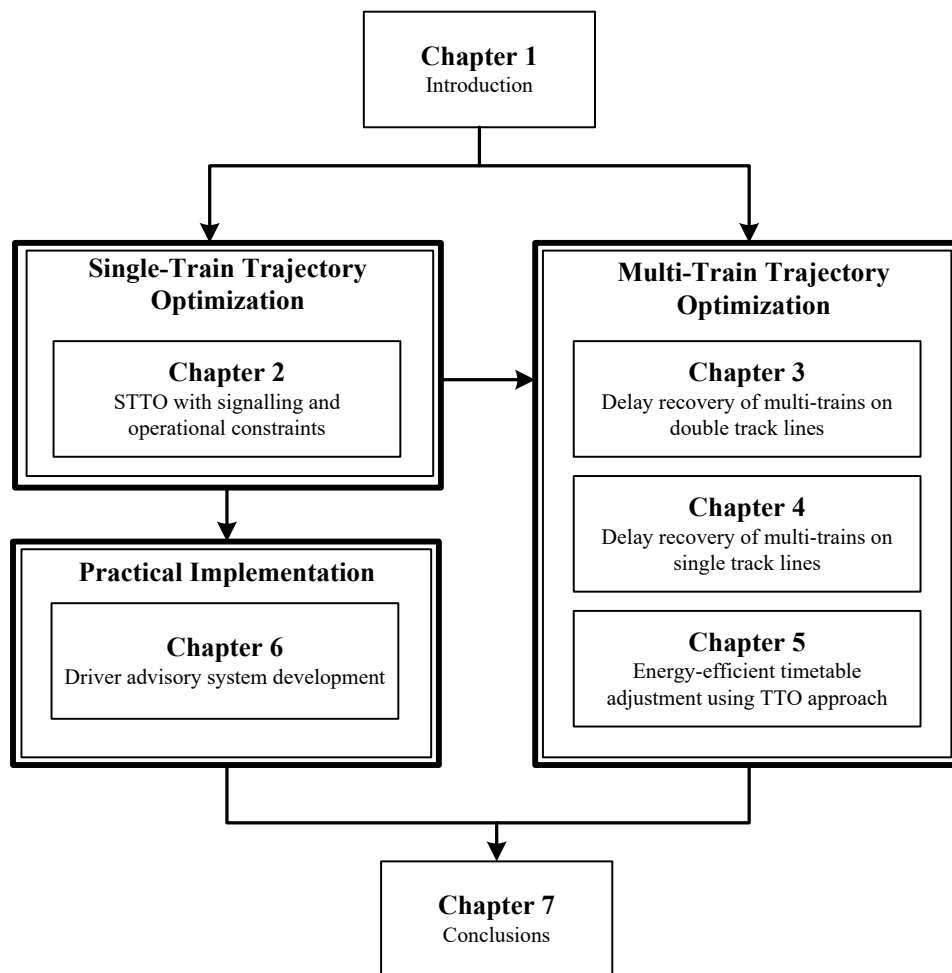 Chapter 1
Introduction
Single-Train Trajectory
Optimization
Chapter 2
STTO with signalling and
operational constraints
Multi-Train Trajectory
Optimization
Chapter 3
Delay recovery of multi-trains on
double track lines
Chapter 4
Delay recovery of multi-trains on
single track lines
Chapter 5
Energy-efficient timetable
adjustment using TTO approach
Practical Implementation
Chapter 6
Driver advisory system development
Chapter 7
Conclusions